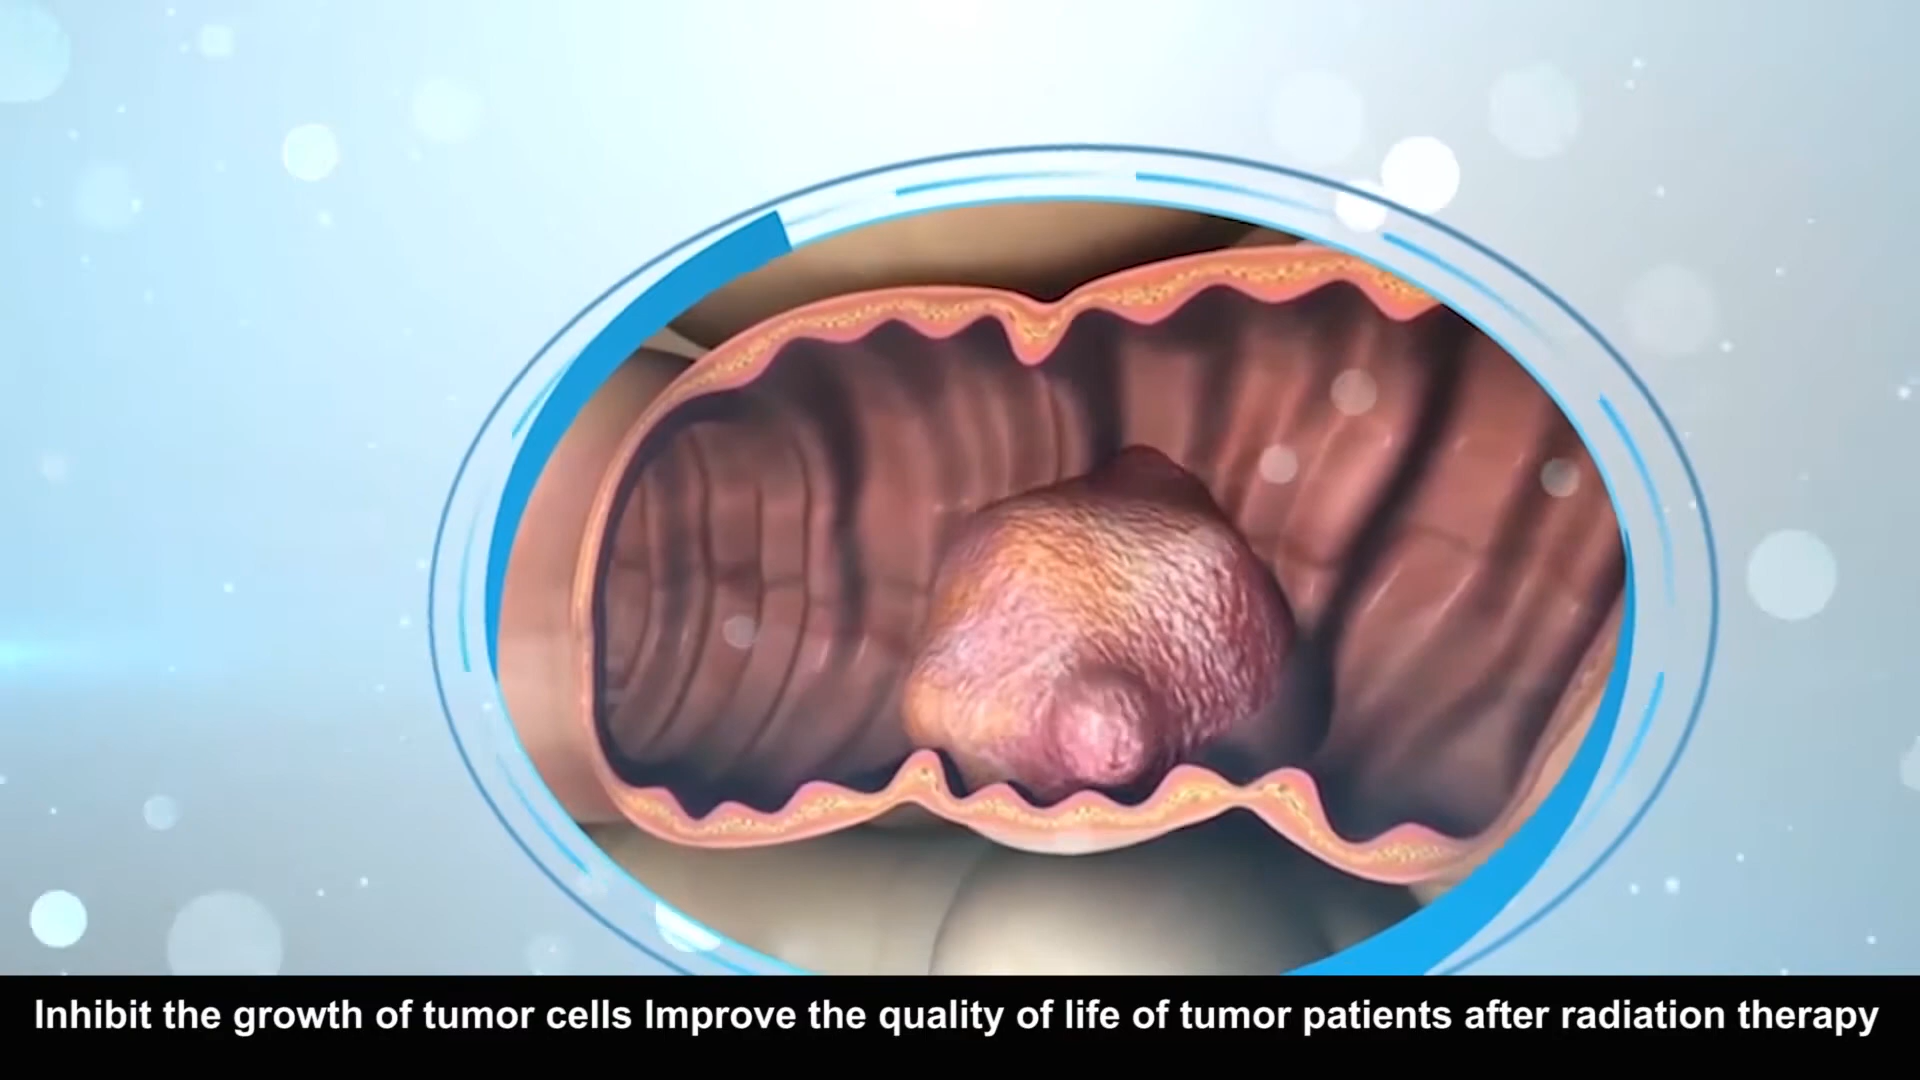 Inhibit the growth of tumor cells Improve the quality of life of tumor patients after radiation therapy